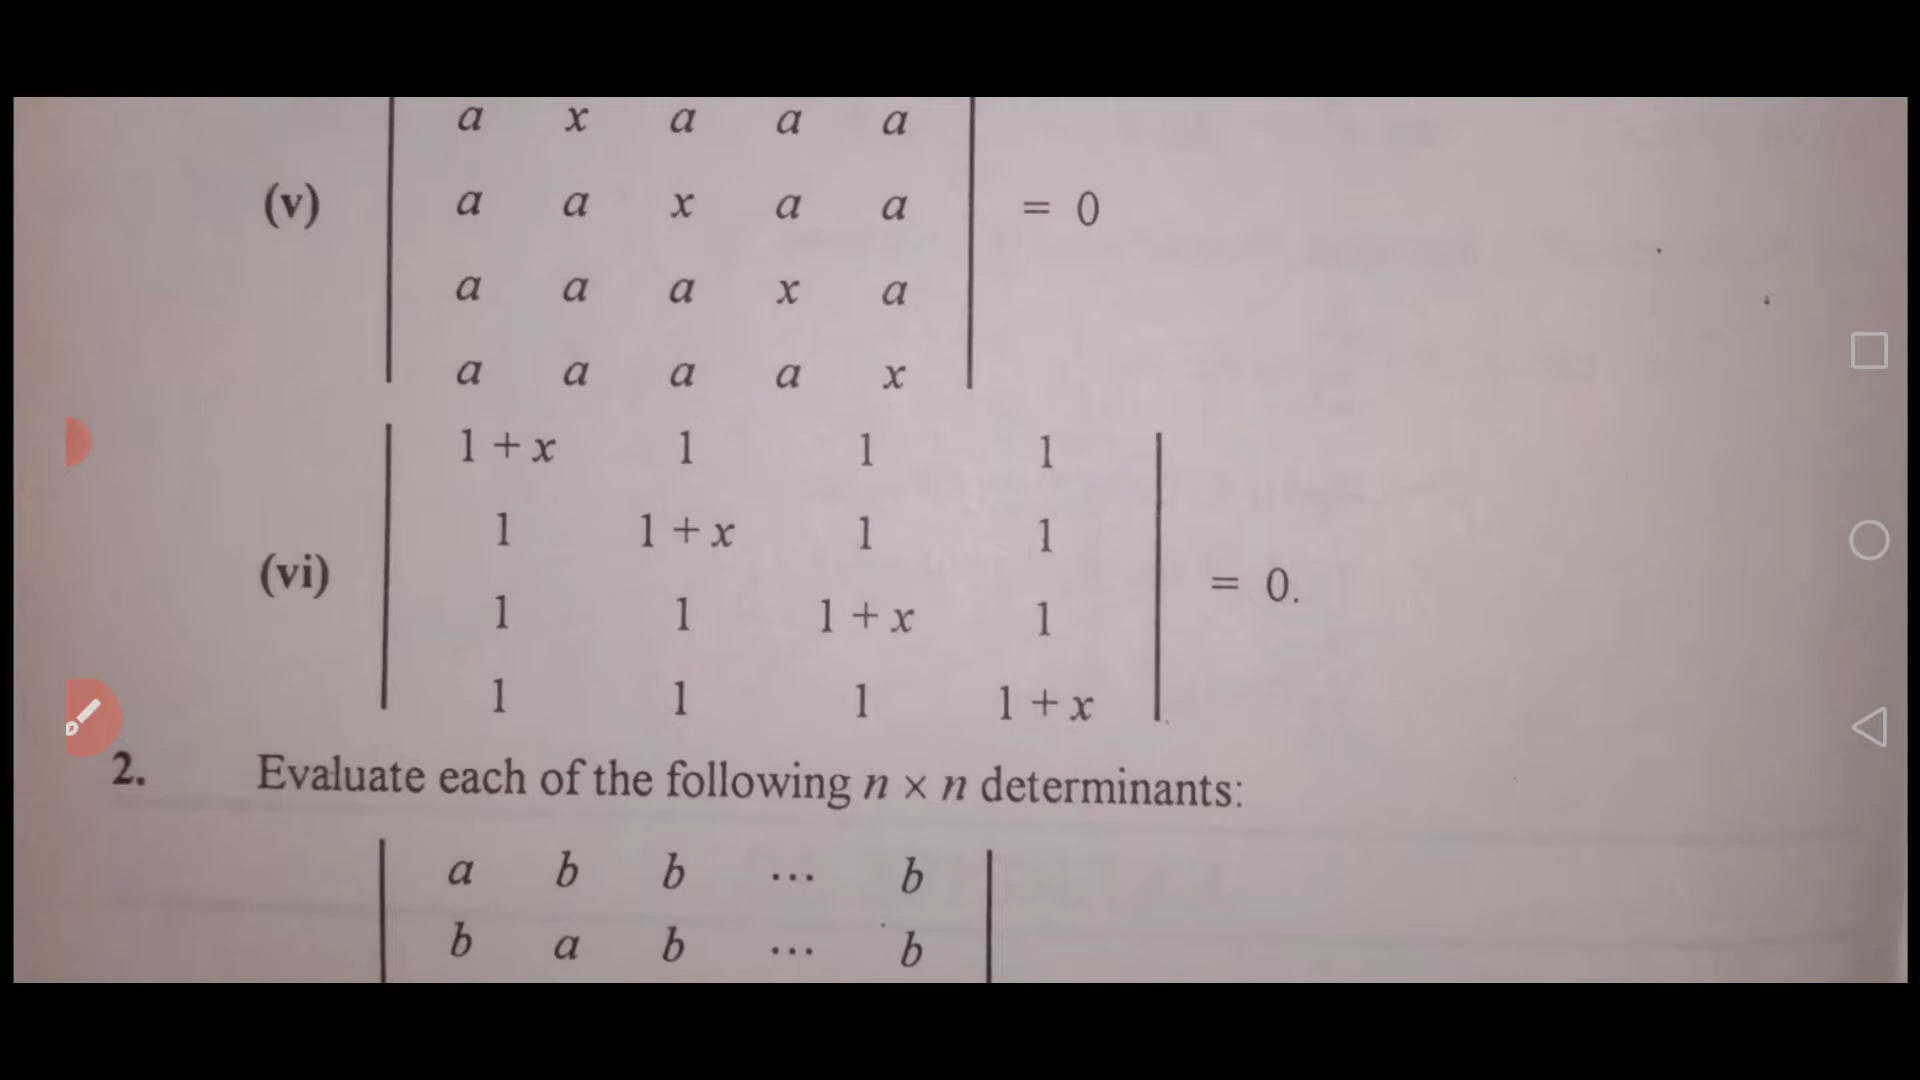 a x a a a
(v) a a x a a = 0
a a a x a
a a a a x
1 + x 1 1 1
1 1 + x 1 1
(vi) = 0.
1 1 1 + x 1
1 1 1 1 + x
2. Evaluate each of the following n × n determinants:
a b b ... b
b a b ... b